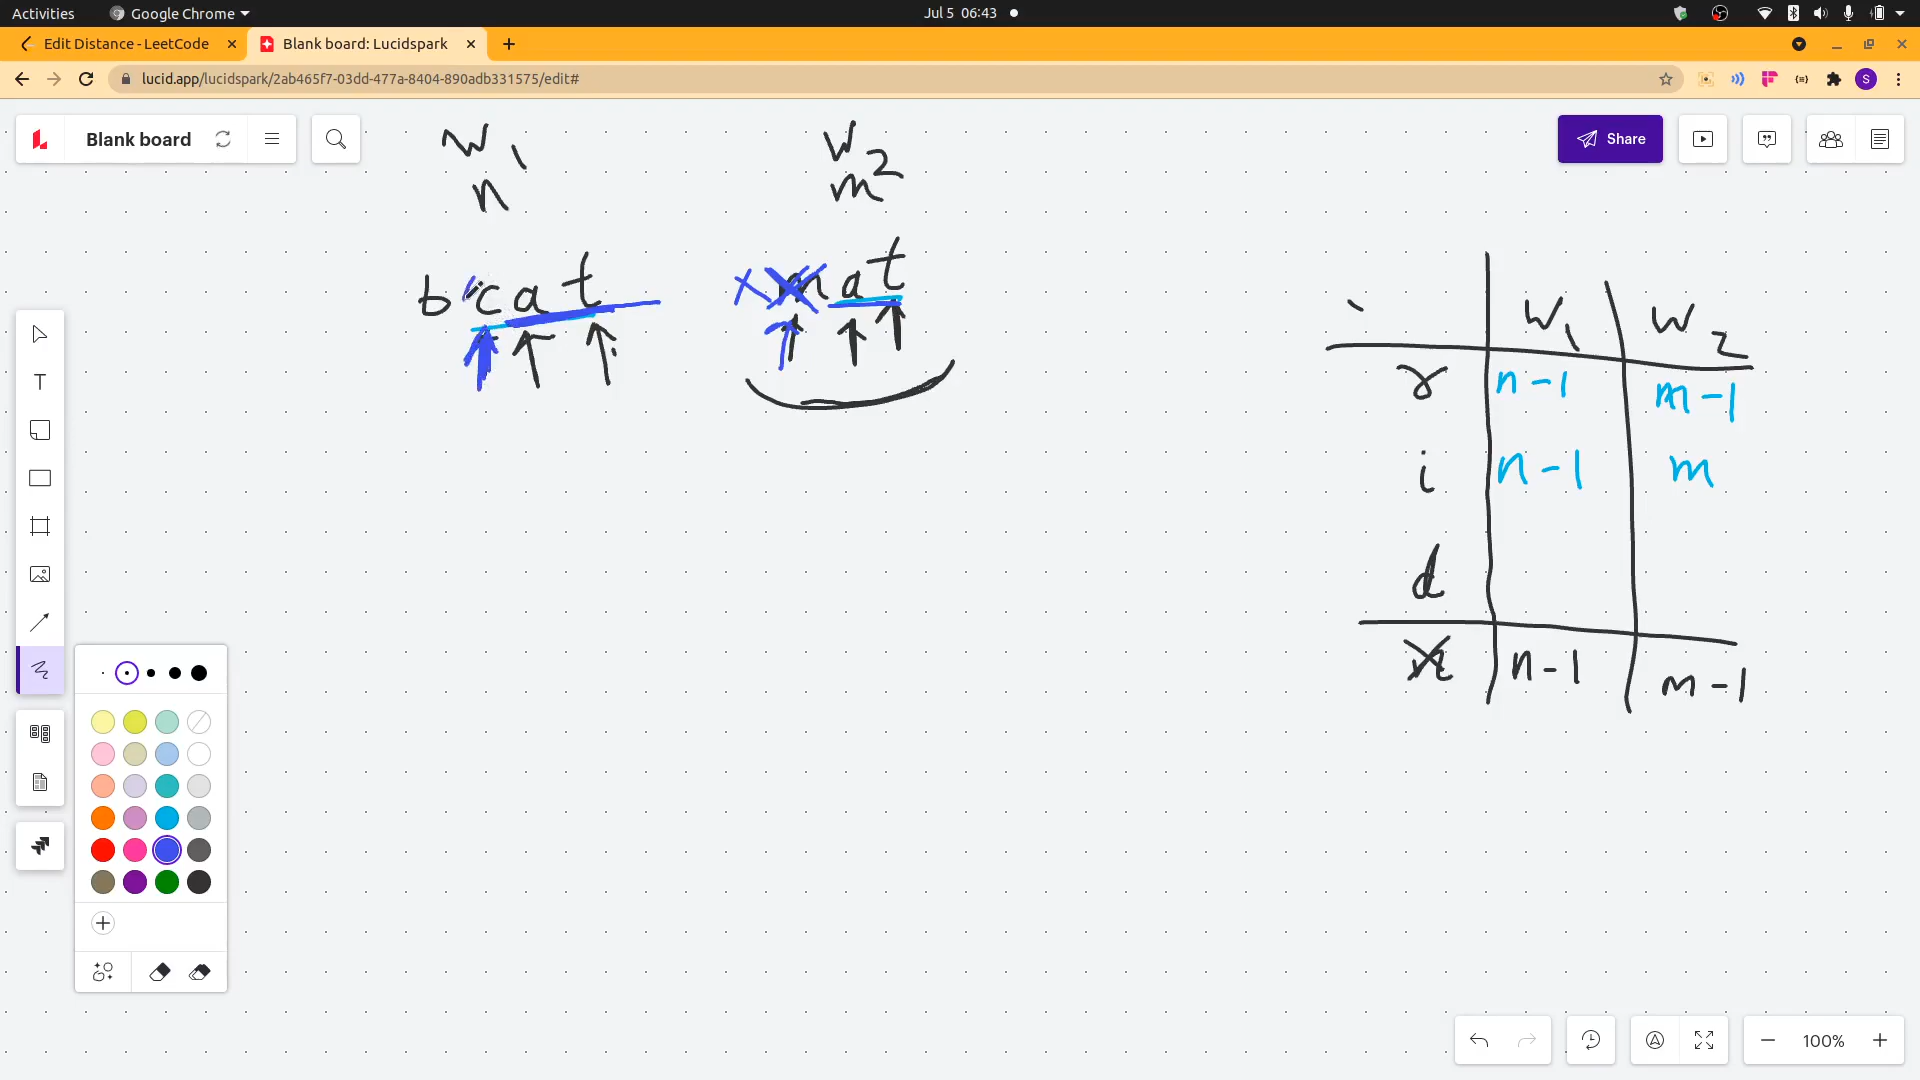 Activities Google Chrome Jul 5 06:43
Edit Distance - LeetCode Blank board: Lucidspark
lucid.app/lucidspark/2ab465f7-03dd-477a-8404-890adb331575/edit# S
Blank board Share
w1 w2
n m
bcat mat
w1 w2
r n-1 m-1
i n-1 m
d
n-1 m-1
T
100%